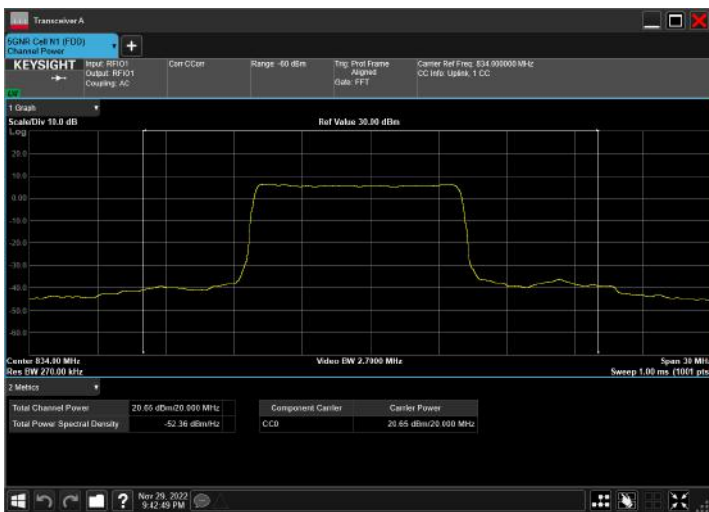 Transceiver A
5GNR Cell N1 (FDD)
Channel Power
KEYSIGHT
Input: RFIO1
Output: RFIO1
Coupling: AC
Corr CCorr
Range -60 dBm
Trig: Prot Frame
Aligned
Gate: FFT
Carrier Ref Freq: 834.000000 MHz
CC Info: Uplink, 1 CC
1 Graph
Scale/Div 10.0 dB
Ref Value 30.00 dBm
Log
20.0
10.0
0.00
-10.0
-20.0
-30.0
-40.0
-50.0
-60.0
Center 834.00 MHz
Video BW 2.7000 MHz
Span 30 MHz
Res BW 270.00 kHz
Sweep 1.00 ms (1001 pts
2 Metrics
Total Channel Power 20.65 dBm/20.000 MHz
Total Power Spectral Density -52.36 dBm/Hz
Component Carrier Carrier Power
CC0 20.65 dBm/20.000 MHz
Nov 29, 2022
9:42:49 PM